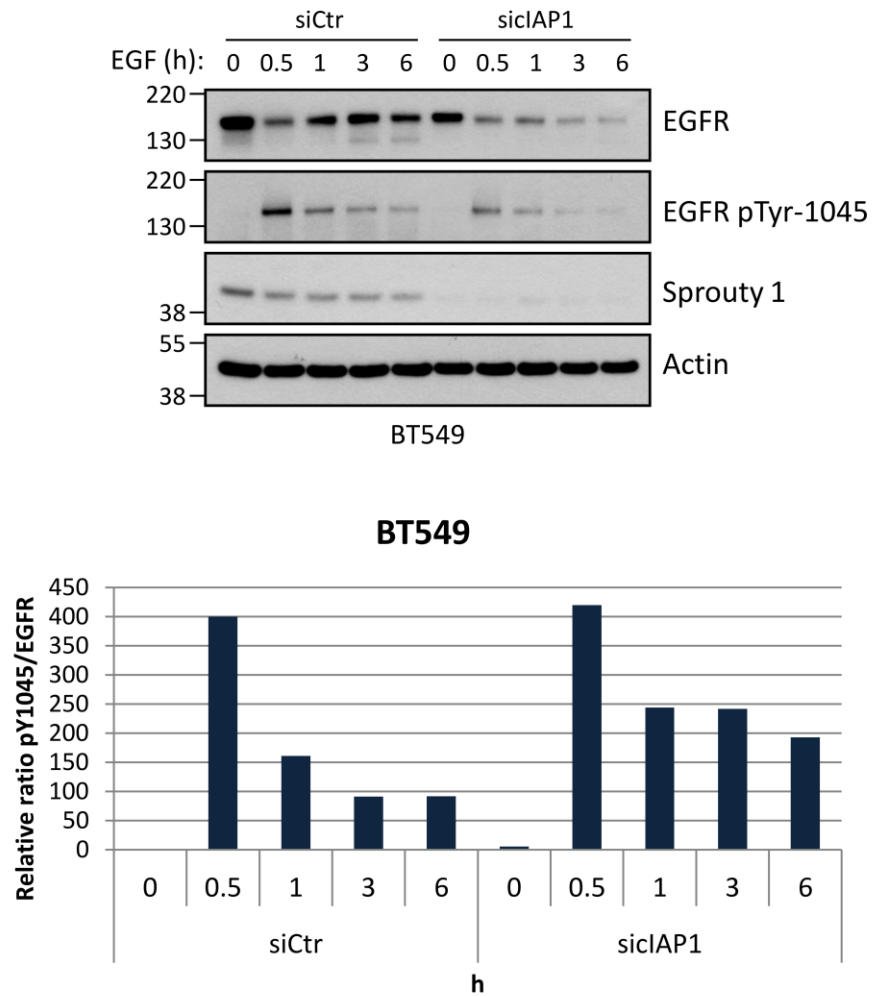 siCtr sicIAP1
EGF (h): 0 0.5 1 3 6 0 0.5 1 3 6
220
130
EGFR
220
130
EGFR pTyr-1045
38
Sprouty 1
55
38
Actin
BT549
BT549
Relative ratio pY1045/EGFR
450
400
350
300
250
200
150
100
50
0
0 0.5 1 3 6 0 0.5 1 3 6
siCtr sicIAP1
h